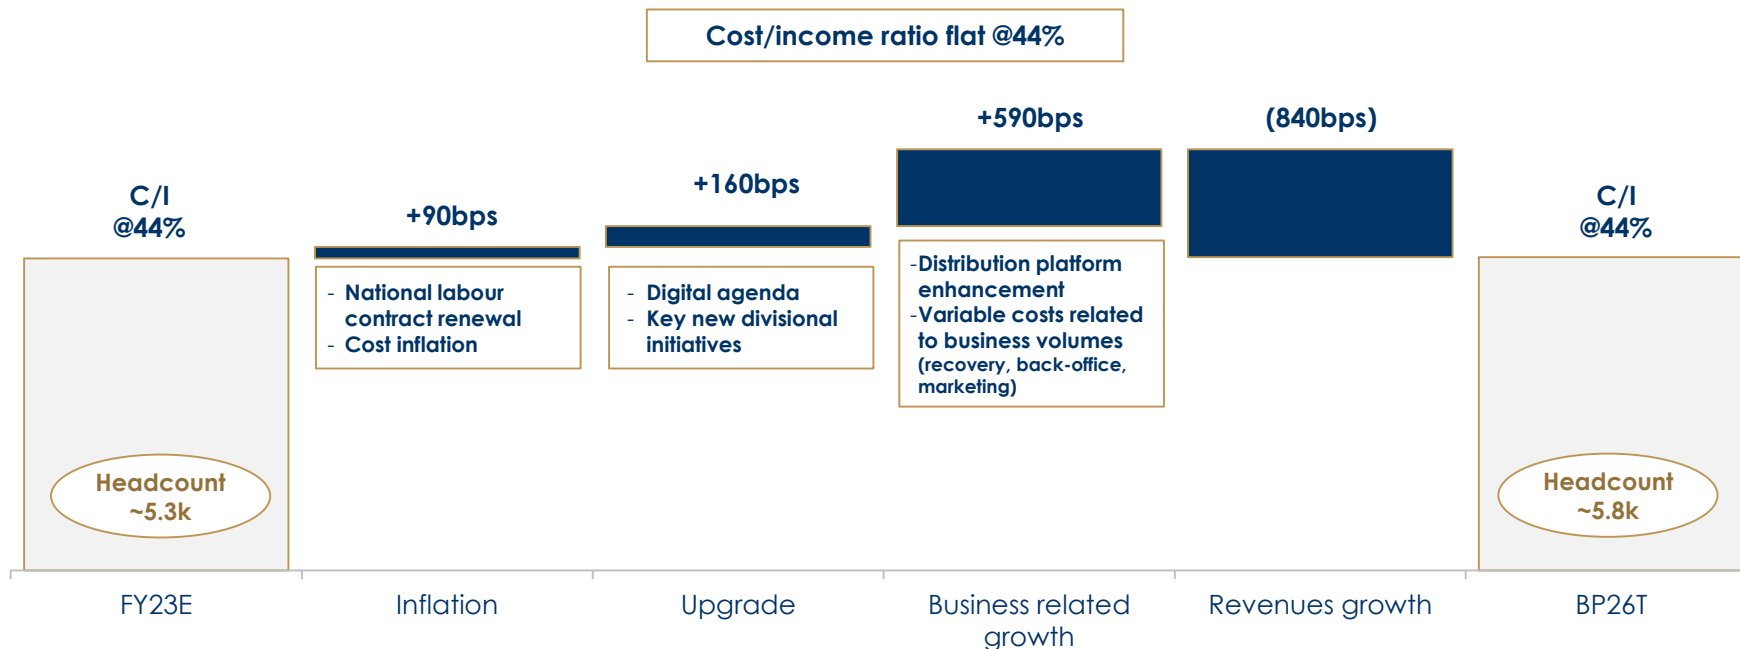 Cost/income ratio flat @44%
C/I
@44%
+90bps
+160bps
+590bps
(840bps)
C/I
@44%
- National labour
contract renewal
- Cost inflation
- Digital agenda
- Key new divisional
initiatives
-Distribution platform
enhancement
-Variable costs related
to business volumes
(recovery, back-office,
marketing)
Headcount
~5.3k
Headcount
~5.8k
FY23E
Inflation
Upgrade
Business related
growth
Revenues growth
BP26T